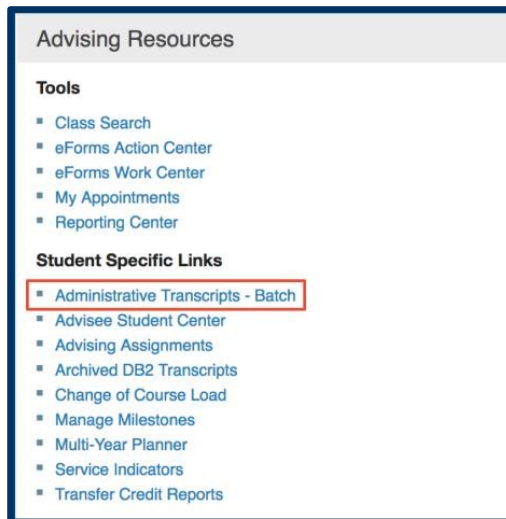 Advising Resources
Tools
Class Search
eForms Action Center
eForms Work Center
My Appointments
Reporting Center
Student Specific Links
Administrative Transcripts - Batch
Advisee Student Center
Advising Assignments
Archived DB2 Transcripts
Change of Course Load
Manage Milestones
Multi-Year Planner
Service Indicators
Transfer Credit Reports